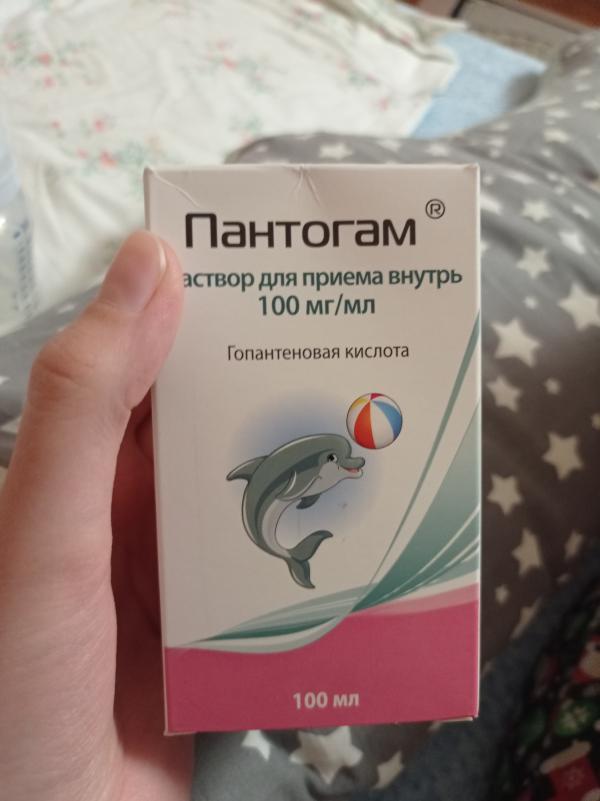 Пантогам®
аствор для приема внутрь
100 мг/мл
Гопантеновая кислота
100 мл